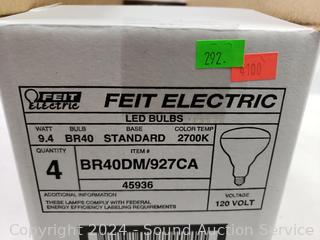 292.
4100
FEIT Electric
FEIT ELECTRIC
LED BULBS
WATT BULB BASE COLOR TEMP
9.4 BR40 STANDARD 2700K
QUANTITY ITEM #
4 BR40DM/927CA
45936
ADDITIONAL INFORMATION
THESE LAMPS COMPLY WITH FEDERAL
ENERGY EFFICIENCY LABELING REQUIREMENTS.
VOLTAGE
120 VOLT
Copyright 2024 - Sound Auction Service